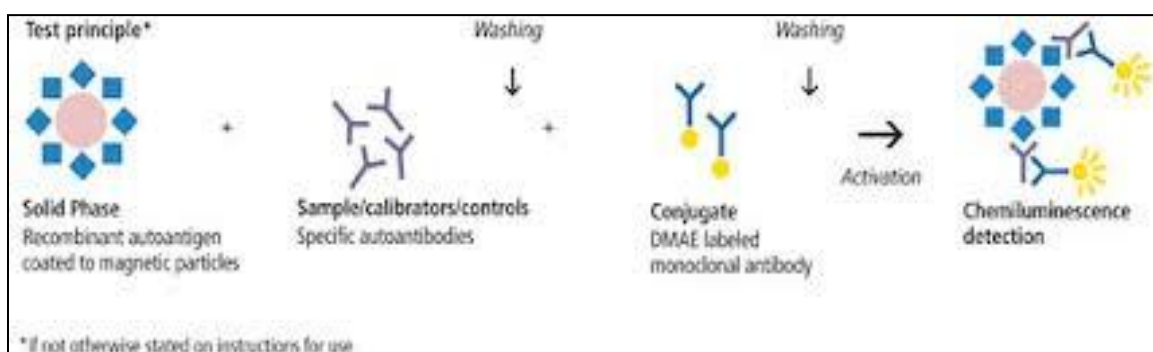 Test principle*
Washing
Washing
+
+
Activation
Solid Phase
Recombinant autoantigen
coated to magnetic particles
Sample/calibrators/controls
Specific autoantibodies
Conjugate
DMAE labeled
monoclonal antibody
Chemiluminescence
detection
*If not otherwise stated on instructions for use